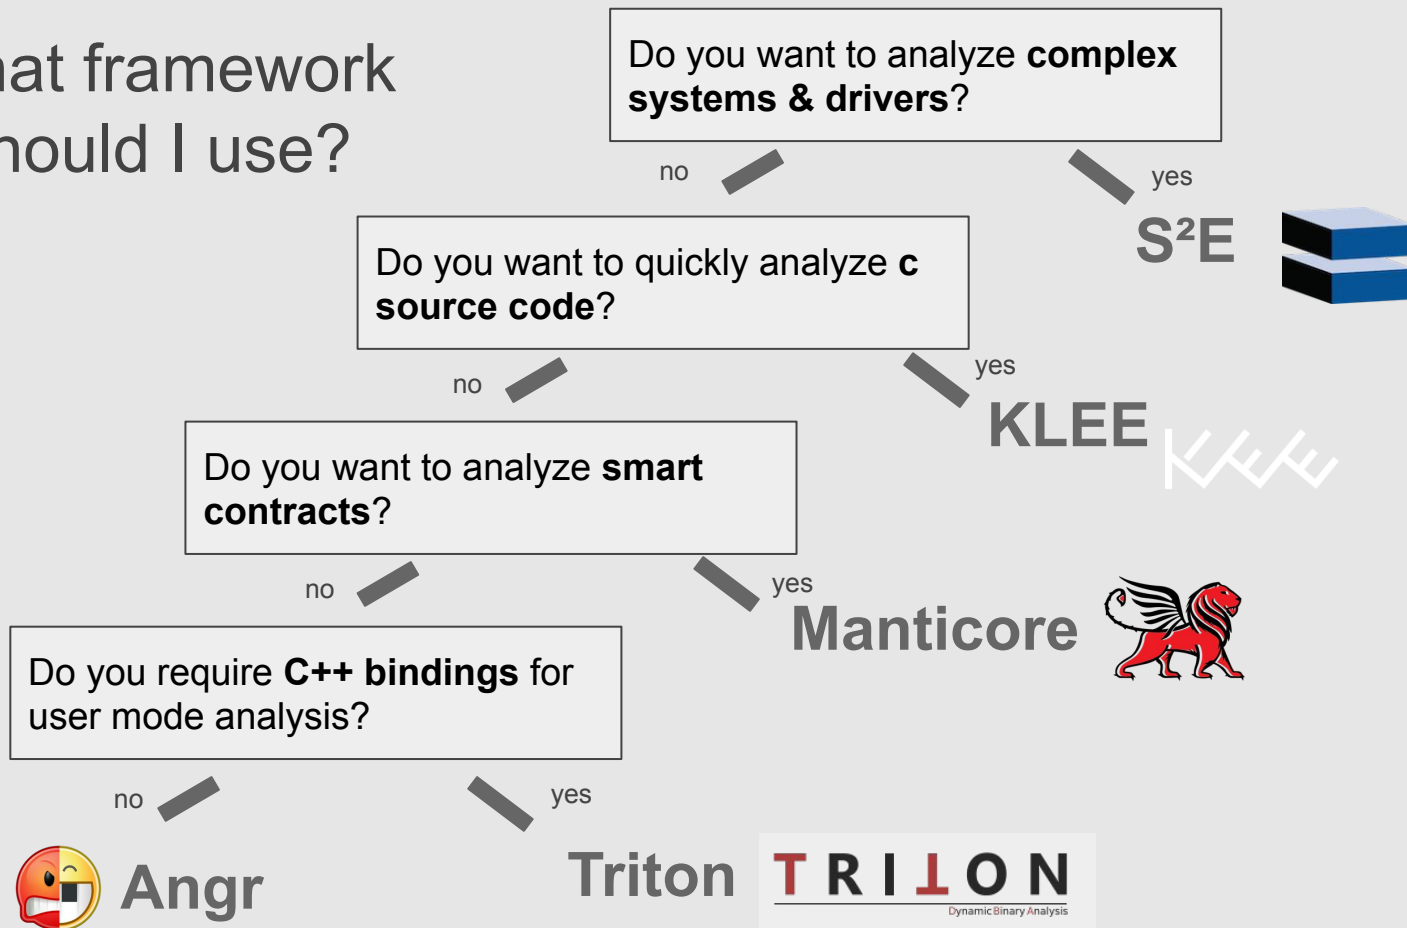 hat framework
hould I use?
Do you want to analyze complex
systems & drivers?
no
yes
S²E
Do you want to quickly analyze c
source code?
no
yes
KLEE
KLEE
Do you want to analyze smart
contracts?
no
yes
Manticore
Do you require C++ bindings for
user mode analysis?
no
yes
Angr
Triton
TRITON
Dynamic Binary Analysis